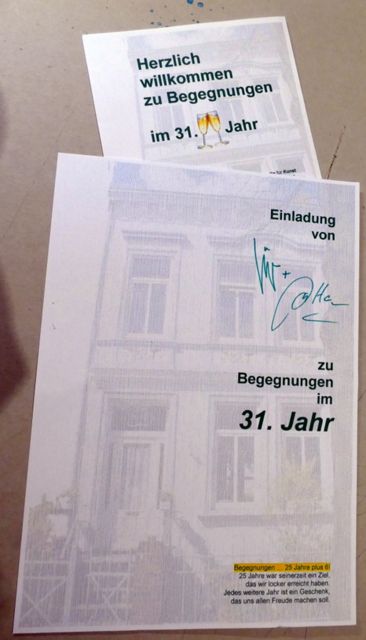 Herzlich
willkommen
zu Begegnungen
im 31. Jahr
für Kunst
Einladung
von
+
zu
Begegnungen
im
31. Jahr
Begegnungen ... 25 Jahre plus 6!
25 Jahre war seinerzeit ein Ziel,
das wir locker erreicht haben.
Jedes weitere Jahr ist ein Geschenk,
das uns allen Freude machen soll.